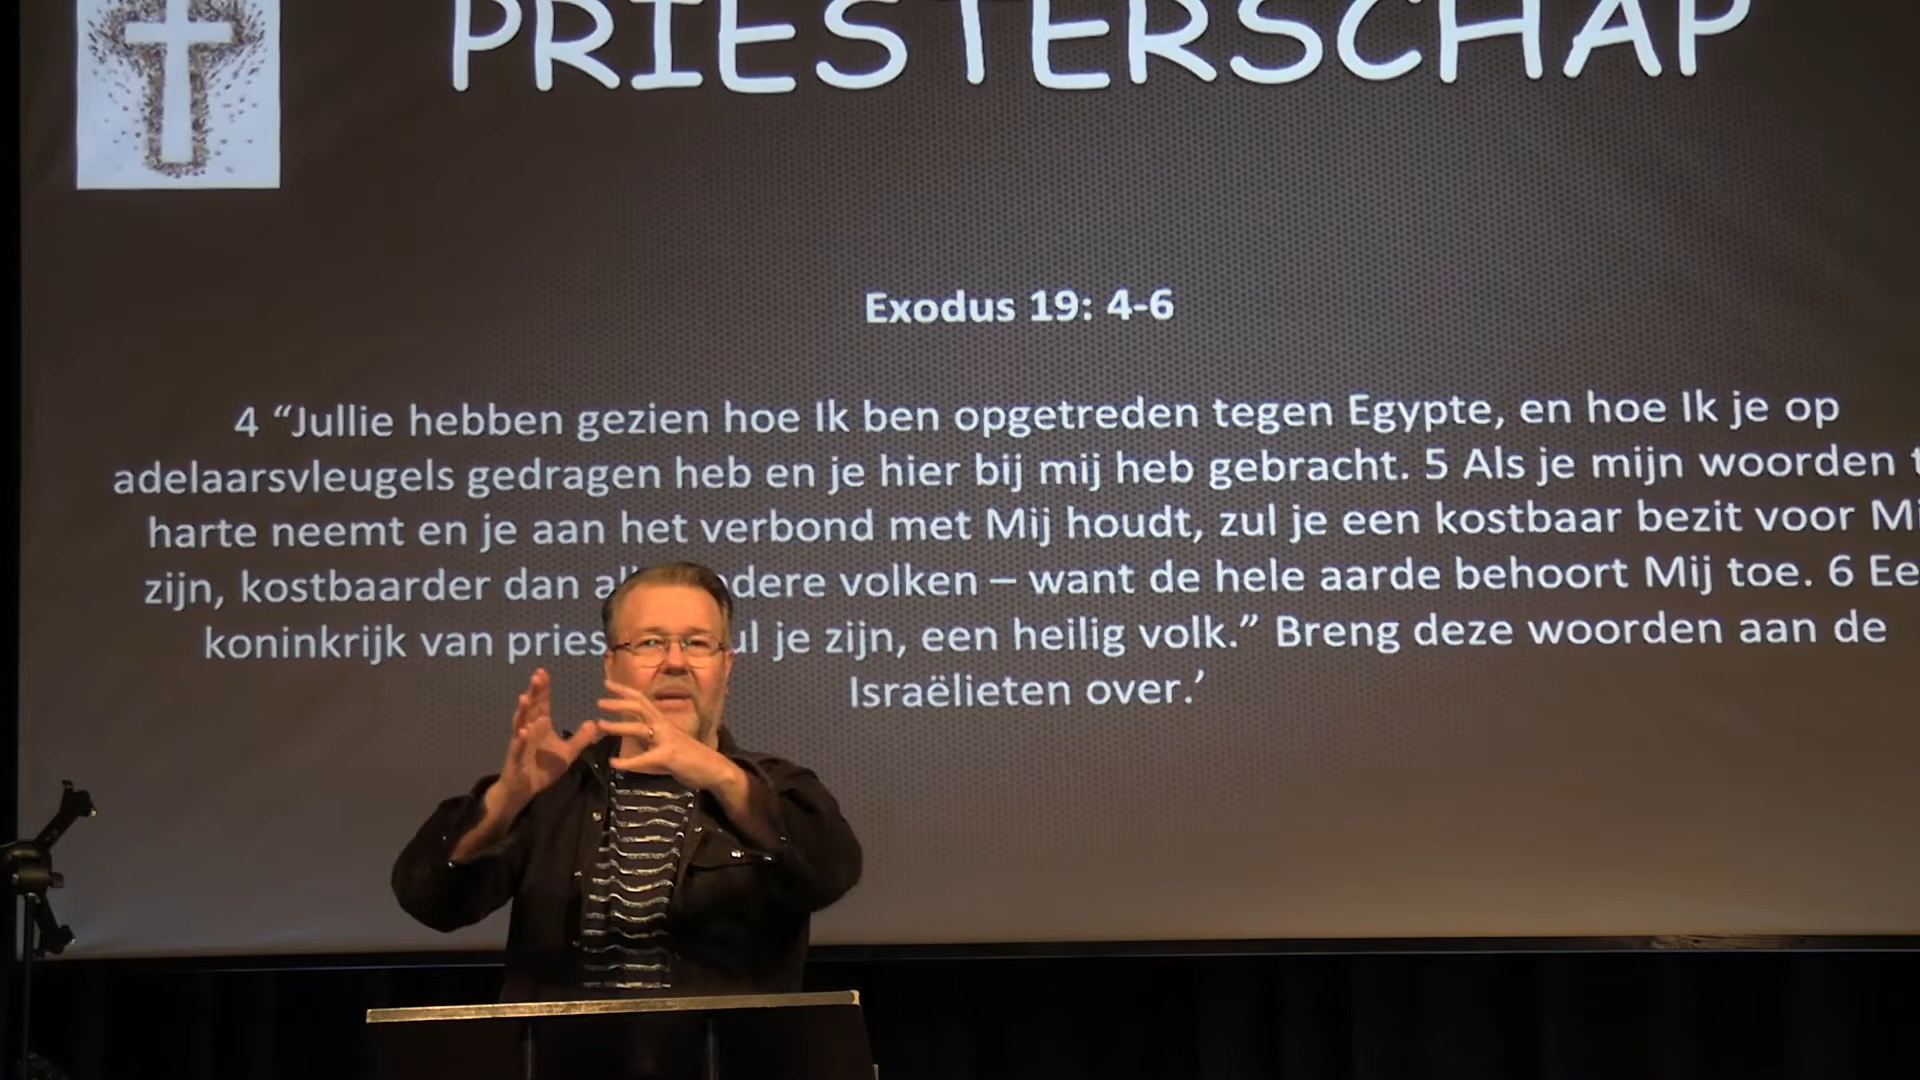 PRIESTERSCHAP
Exodus 19: 4-6
4 “Jullie hebben gezien hoe Ik ben opgetreden tegen Egypte, en hoe Ik je op
adelaarsvleugels gedragen heb en je hier bij mij heb gebracht. 5 Als je mijn woorden
harte neemt en je aan het verbond met Mij houdt, zul je een kostbaar bezit voor
zijn, kostbaarder dan volken – want de hele aarde behoort Mij toe. 6
koninkrijk van je zijn, een heilig volk.” Breng deze woorden aan de
Israëlieten over.’